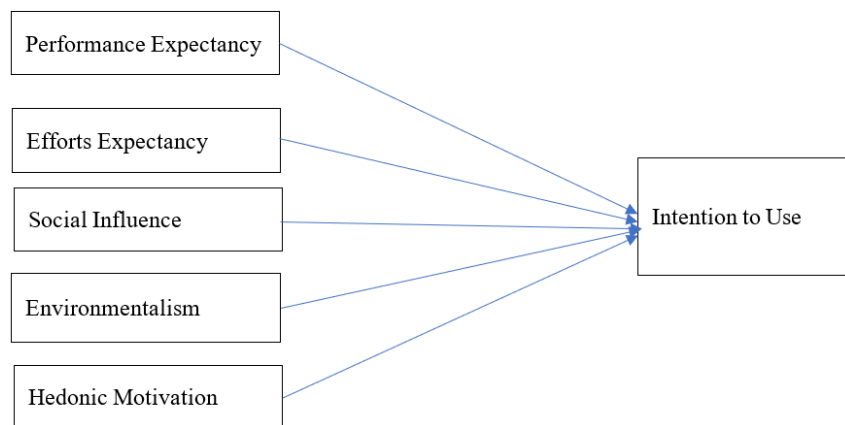 Performance Expectancy
Efforts Expectancy
Social Influence
Environmentalism
Hedonic Motivation
Intention to Use